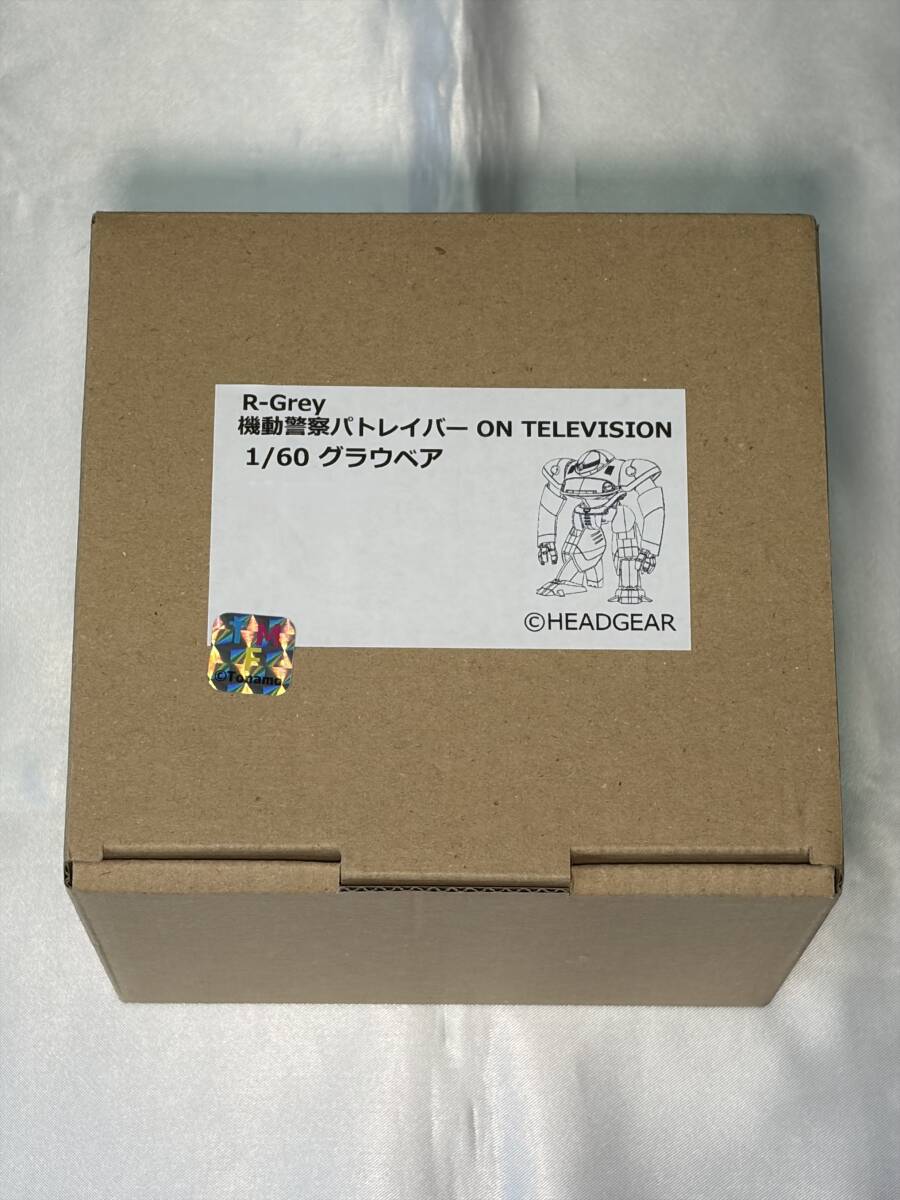 R-Grey
機動警察パトレイバー ON TELEVISION
1/60 グラウベア
©HEADGEAR
T M
E